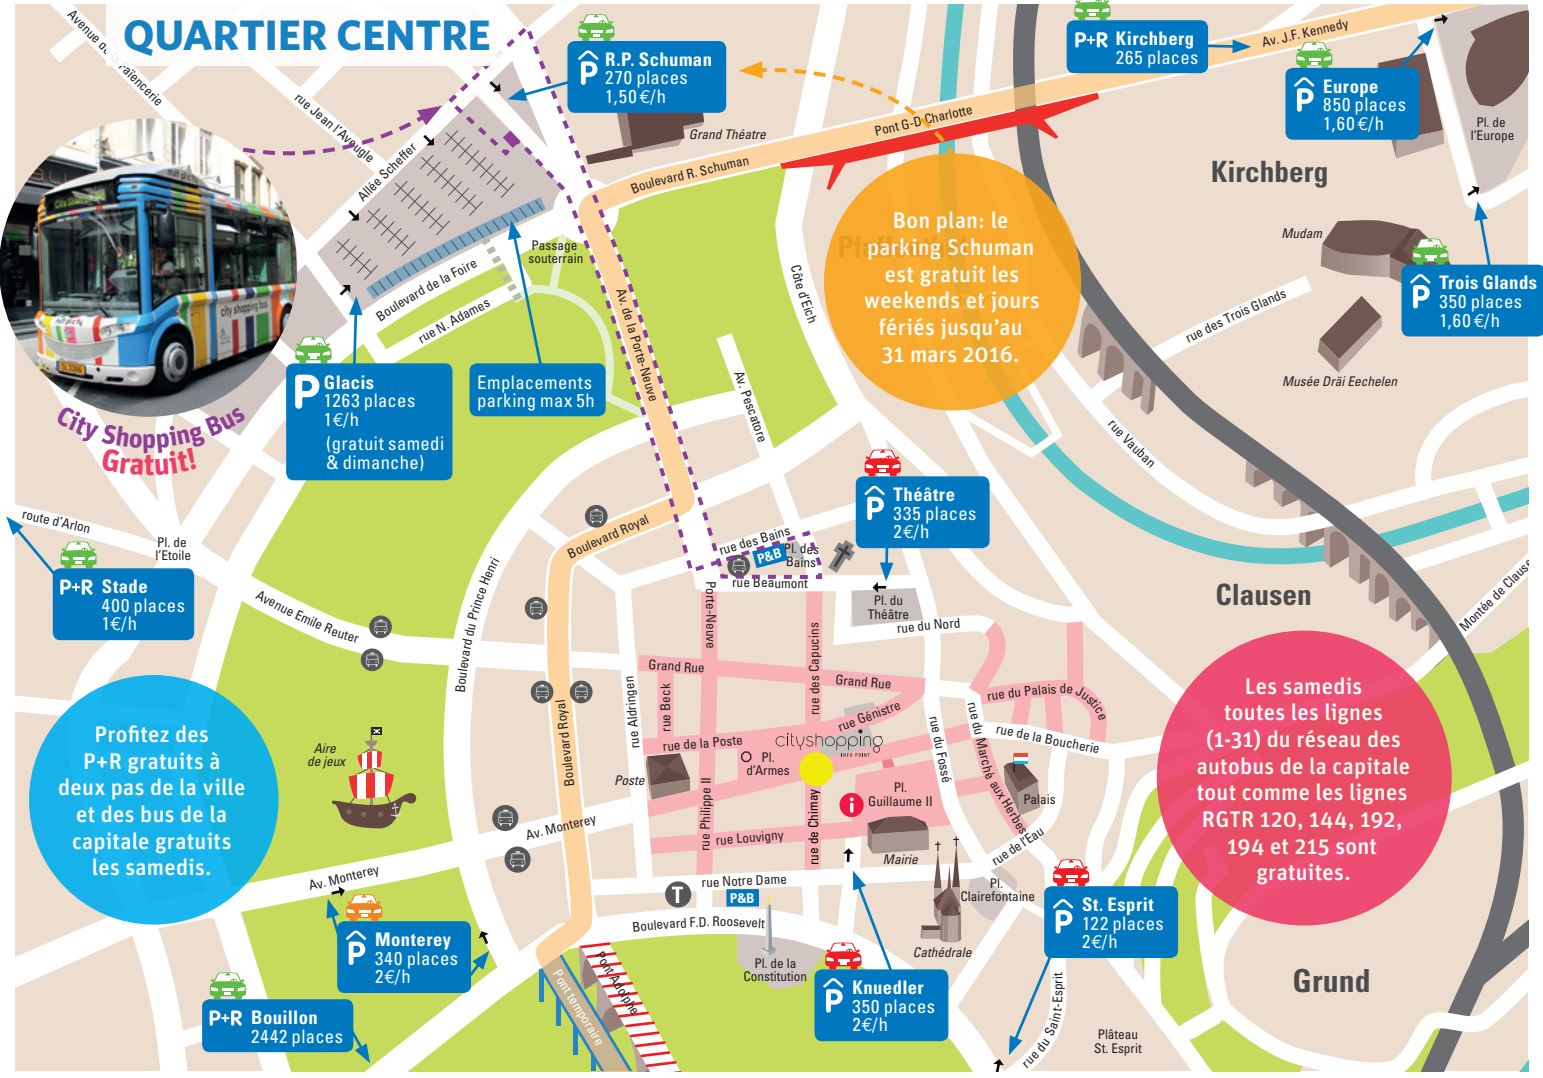 QUARTIER CENTRE
Avenue de la Faïencerie
rue Jean l'Aveugle
Allée Scheffer
R.P. Schuman
270 places
1,50 €/h
Grand Théatre
Boulevard R. Schuman
Pont G-D Charlotte
P+R Kirchberg
265 places
Av. J.F. Kennedy
P Europe
850 places
1,60 €/h
Pl. de
l'Europe
Kirchberg
Mudam
P Trois Glands
350 places
1,60 €/h
rue des Trois Glands
Musée Dräi Eechelen
Bon plan: le
parking Schuman
est gratuit les
weekends et jours
fériés jusqu'au
31 mars 2016.
city shopping bus
City Shopping Bus
Gratuit!
Passage
souterrain
Boulevard de la Foire
rue N. Adames
Av. de la Porte-Neuve
Côte d'Eich
Av. Pescatore
P Glacis
1263 places
1€/h
(gratuit samedi
& dimanche)
Emplacements
parking max 5h
rue Vauban
P Théâtre
335 places
2€/h
route d'Arlon
Pl. de
l'Etoile
P+R Stade
400 places
1€/h
Avenue Emile Reuter
Boulevard du Prince Henri
Boulevard Royal
rue des Bains
P&B
Pl. des
Bains
rue Beaumont
Porte-Neuve
Pl. du
Théâtre
rue du Nord
Clausen
Montée de Clausen
Grand Rue
Grand Rue
rue des Capucins
rue Aldringen
rue Beck
rue Génistre
rue du Palais de Justice
rue de la Boucherie
rue du Marché aux Herbes
rue du Fossé
rue de la Poste
cityshopping
INFO POINT
Pl.
d'Armes
Poste
Boulevard Royal
Pl.
Guillaume II
Palais
rue Philippe II
rue Louvigny
rue de Chimay
Mairie
rue de l'Eau
Profitez des
P+R gratuits à
deux pas de la ville
et des bus de la
capitale gratuits
les samedis.
Aire
de jeux
Les samedis
toutes les lignes
(1-31) du réseau des
autobus de la capitale
tout comme les lignes
RGTR 120, 144, 192,
194 et 215 sont
gratuites.
Av. Monterey
Av. Monterey
rue Notre Dame
T
P&B
Boulevard F.D. Roosevelt
Pl.
Clairefontaine
P St. Esprit
122 places
2€/h
P Monterey
340 places
2€/h
Cathédrale
Pl. de la
Constitution
P Knuedler
350 places
2€/h
P+R Bouillon
2442 places
Pont temporaire
Pont Adolphe
rue du Saint-Esprit
Plâteau
St. Esprit
Grund